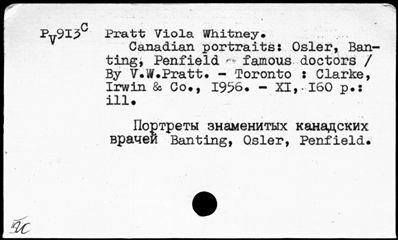 PV913C Pratt Viola Whitney.
Canadian portraits: Osler, Ban-
ting, Penfield - famous doctors /
By V.W.Pratt. - Toronto : Clarke,
Irwin & Co., 1956. - XI, 160 p.:
ill.
Портреты знаменитых канадских
врачей Banting, Osler, Penfield.